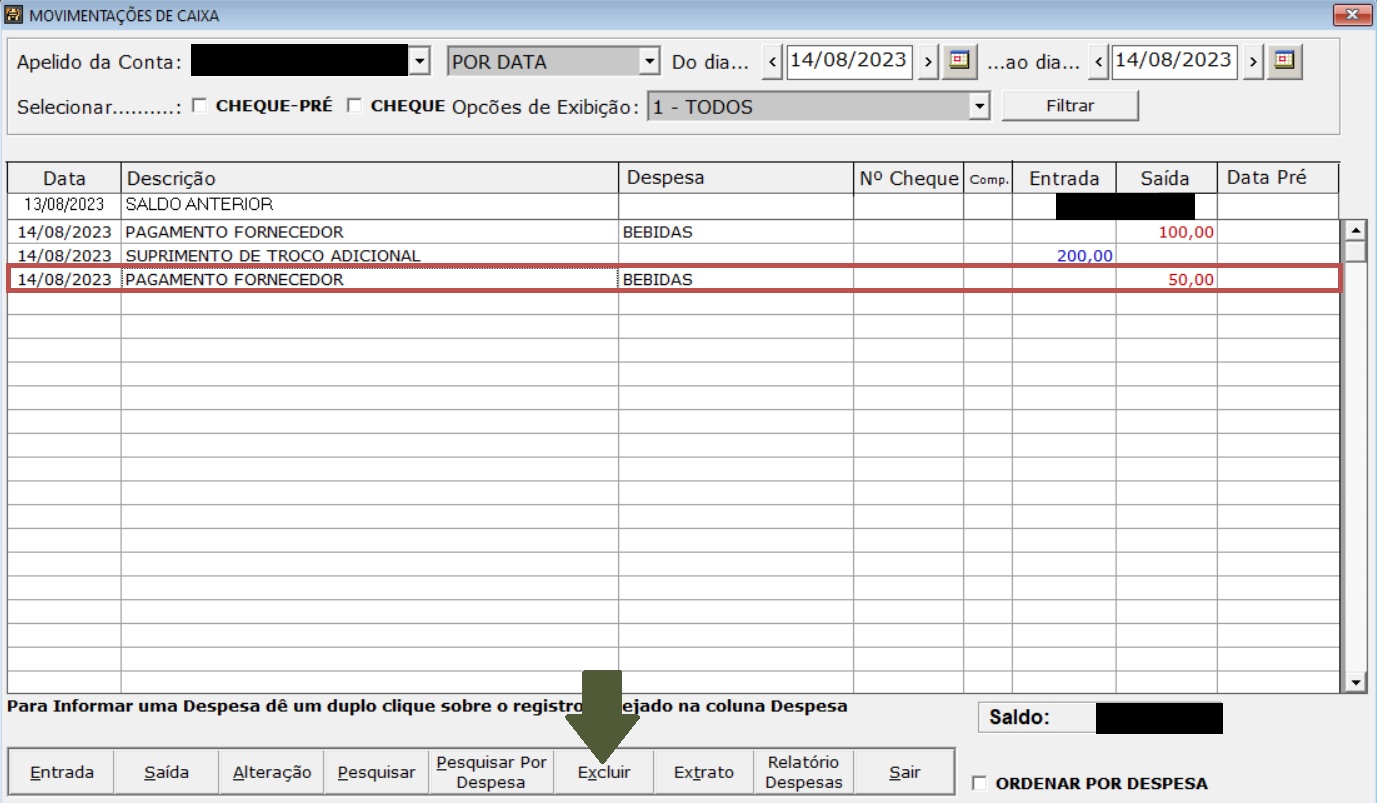 MOVIMENTAÇÕES DE CAIXA
Apelido da Conta: POR DATA Do dia... < 14/08/2023 > ...ao dia... < 14/08/2023 >
Selecionar..........: CHEQUE-PRÉ CHEQUE Opcões de Exibição: 1 - TODOS Filtrar
Data Descrição Despesa Nº Cheque Comp. Entrada Saída Data Pré
13/08/2023 SALDO ANTERIOR
14/08/2023 PAGAMENTO FORNECEDOR BEBIDAS 100,00
14/08/2023 SUPRIMENTO DE TROCO ADICIONAL 200,00
14/08/2023 PAGAMENTO FORNECEDOR BEBIDAS 50,00
Para Informar uma Despesa dê um duplo clique sobre o registro ejado na coluna Despesa
Saldo:
Entrada Saída Alteração Pesquisar Pesquisar Por Despesa Excluir Extrato Relatório Despesas Sair
ORDENAR POR DESPESA